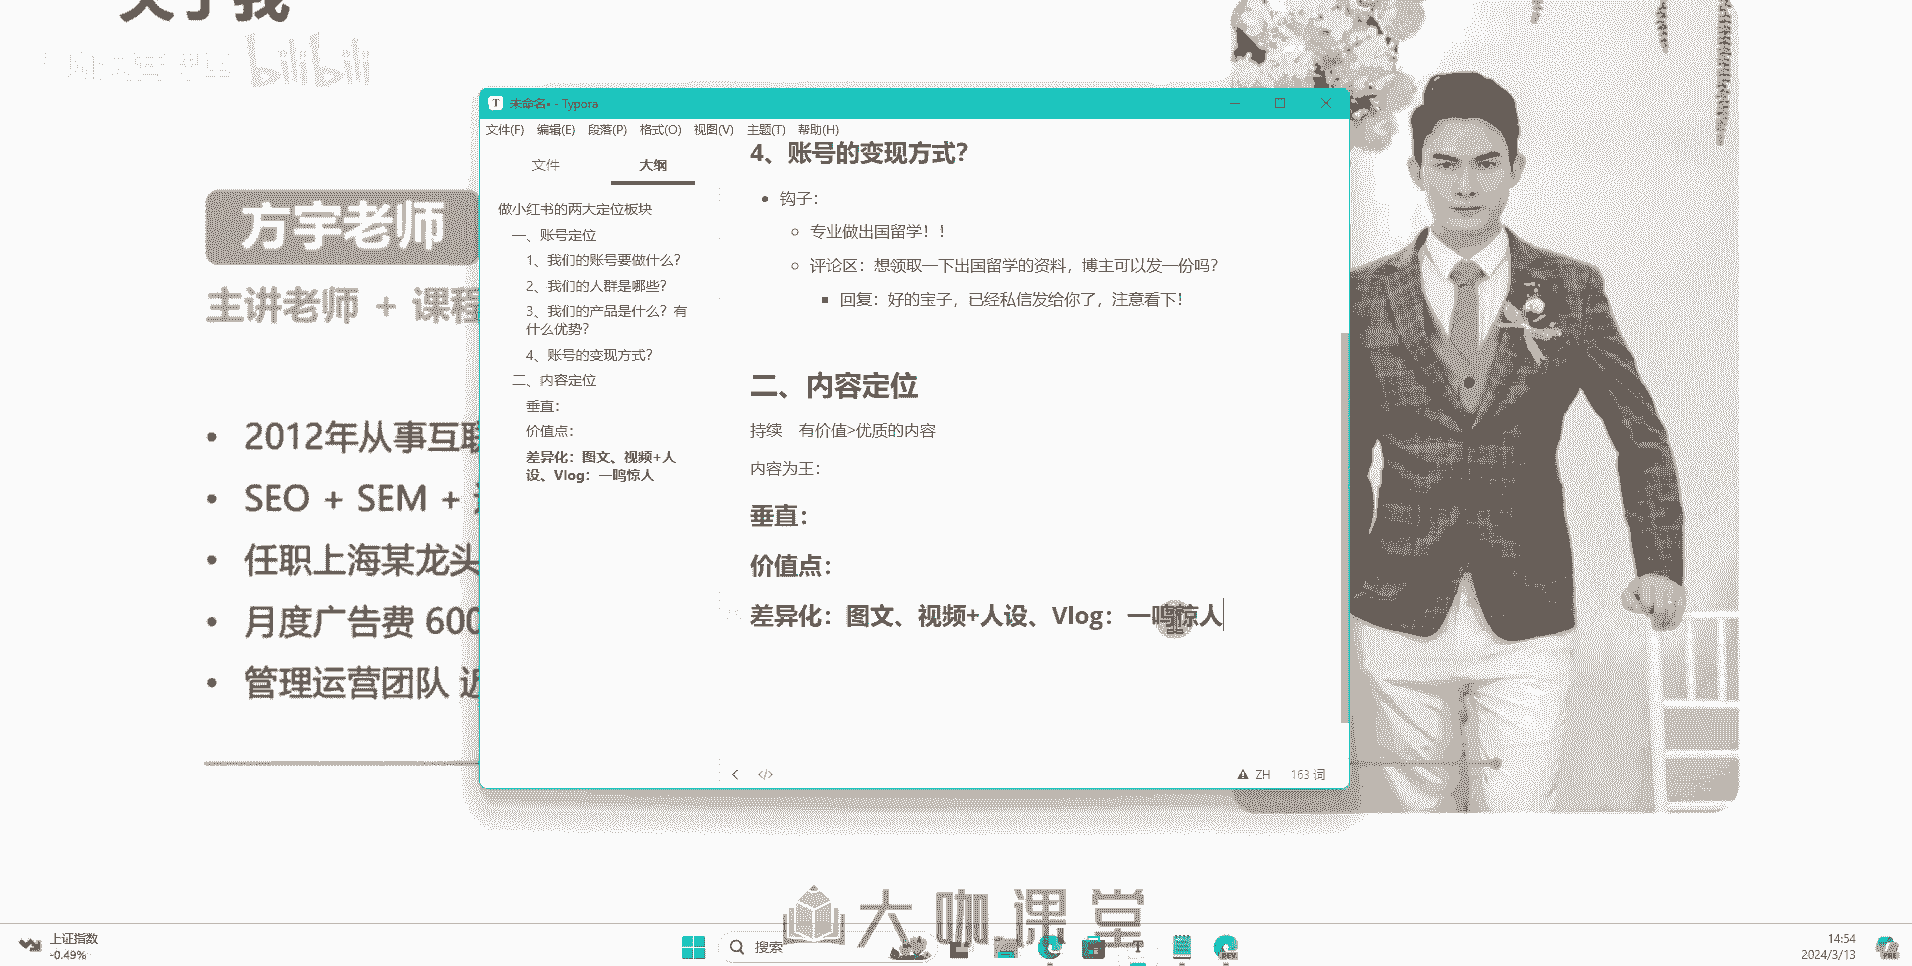 关于我
bilibili
未命名• - Typora
文件(F) 编辑(E) 段落(P) 格式(O) 视图(V) 主题(T) 帮助(H)
文件 大纲
做小红书的两大定位板块
一、账号定位
1、我们的账号要做什么？
2、我们的人群是哪些？
3、我们的产品是什么？有
什么优势？
4、账号的变现方式？
二、内容定位
垂直：
价值点：
差异化：图文、视频+人
设、Vlog：一鸣惊人
4、账号的变现方式？
钩子：
专业做出国留学！！
评论区：想领取一下出国留学的资料，博主可以发一份吗？
回复：好的宝子，已经私信发给你了，注意看下！
二、内容定位
持续 有价值>优质的内容
内容为王：
垂直：
价值点：
差异化：图文、视频+人设、Vlog：一鸣惊人
</> ZH 163 词
方宇老师
主讲老师 + 课程
2012年从事互联
SEO + SEM +
任职上海某龙头
月度广告费 600
管理运营团队 近
大咖课堂
上证指数
-0.49%
搜索
14:54
2024/3/13